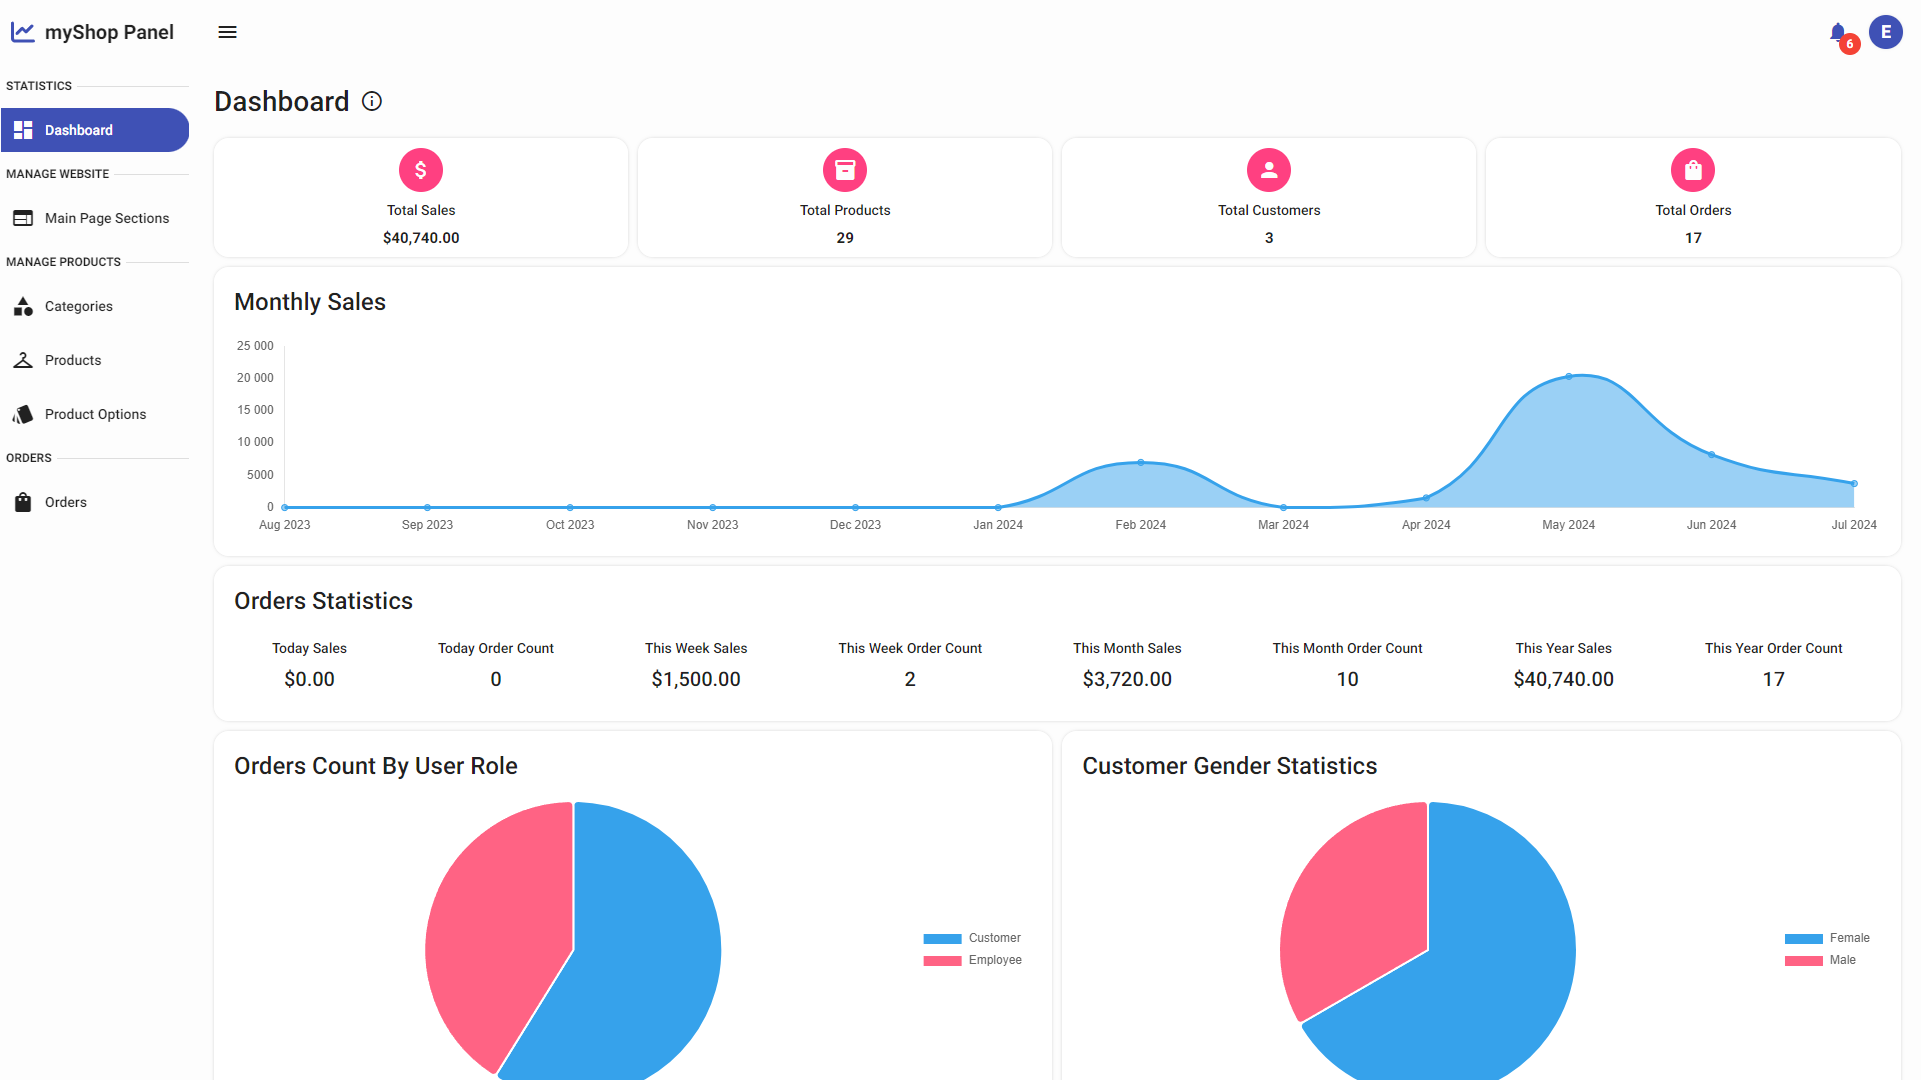 myShop Panel
6
E
STATISTICS
Dashboard
MANAGE WEBSITE
Main Page Sections
MANAGE PRODUCTS
Categories
Products
Product Options
ORDERS
Orders
Dashboard
Total Sales
$40,740.00
Total Products
29
Total Customers
3
Total Orders
17
Monthly Sales
25 000
20 000
15 000
10 000
5000
0
Aug 2023 Sep 2023 Oct 2023 Nov 2023 Dec 2023 Jan 2024 Feb 2024 Mar 2024 Apr 2024 May 2024 Jun 2024 Jul 2024
Orders Statistics
Today Sales Today Order Count This Week Sales This Week Order Count This Month Sales This Month Order Count This Year Sales This Year Order Count
$0.00 0 $1,500.00 2 $3,720.00 10 $40,740.00 17
Orders Count By User Role
Customer
Employee
Customer Gender Statistics
Female
Male